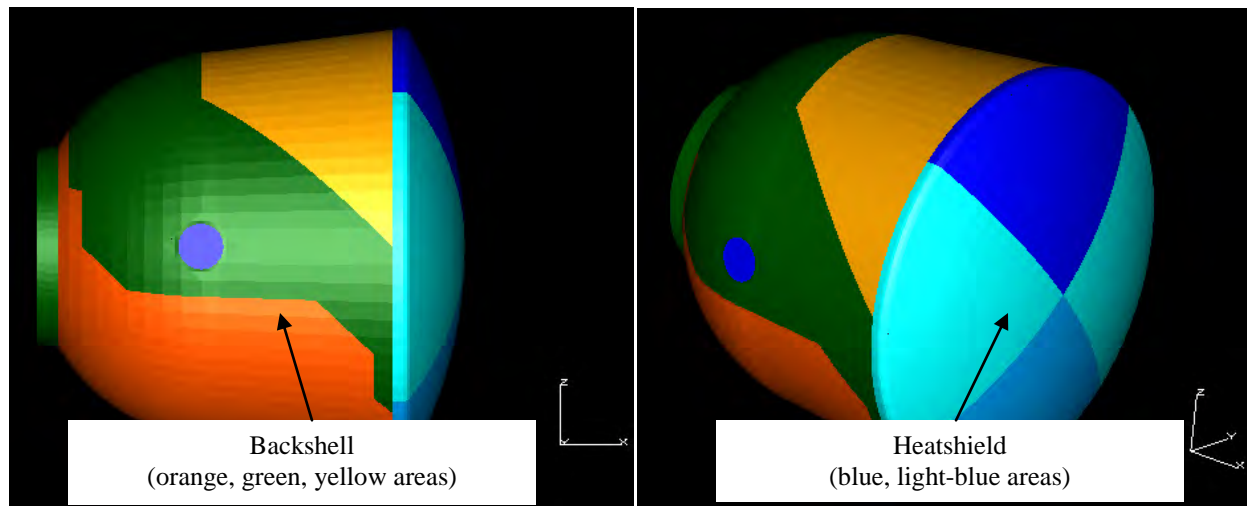 Backshell
(orange, green, yellow areas)
Z
Y
X
Heatshield
(blue, light-blue areas)
Z
Y
X